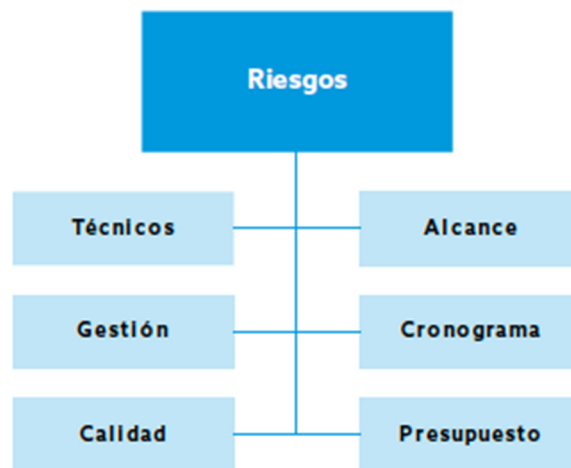 Riesgos
Técnicos
Alcance
Gestión
Cronograma
Calidad
Presupuesto